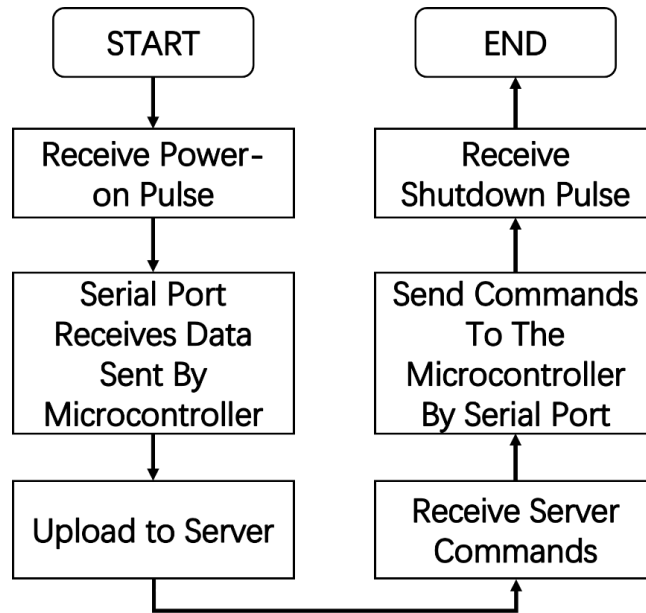 START
Receive Power-
on Pulse
Serial Port
Receives Data
Sent By
Microcontroller
Upload to Server
Receive Server
Commands
Send Commands
To The
Microcontroller
By Serial Port
Receive
Shutdown Pulse
END